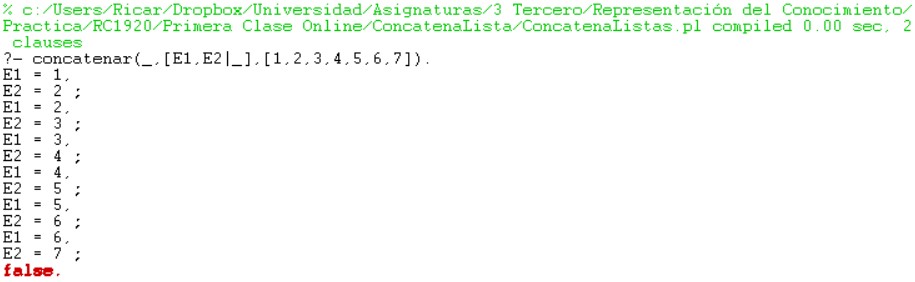 % c:/Users/Ricar/Dropbox/Universidad/Asignaturas/3 Tercero/Representación del Conocimiento/
Practica/RC1920/Primera Clase Online/ConcatenaLista/ConcatenaListas.pl compiled 0.00 sec, 2
 clauses
?- concatenar(_,[E1,E2|_],[1,2,3,4,5,6,7]).
E1 = 1,
E2 = 2 ;
E1 = 2,
E2 = 3 ;
E1 = 3,
E2 = 4 ;
E1 = 4,
E2 = 5 ;
E1 = 5,
E2 = 6 ;
E1 = 6,
E2 = 7 ;
false.